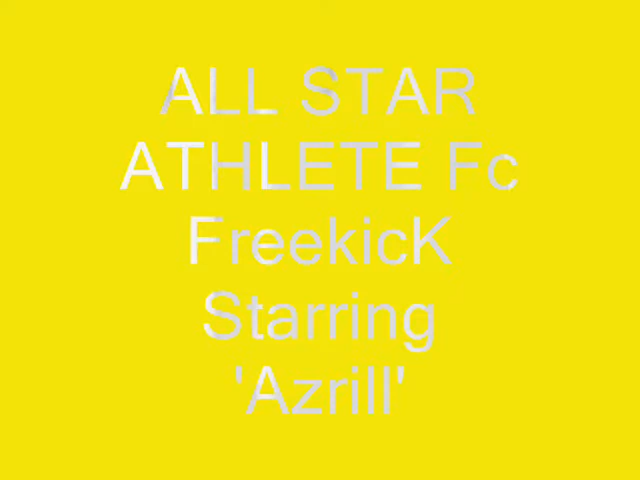 ALL STAR
ATHLETE Fc
FreekicK
Starring
'Azrill'